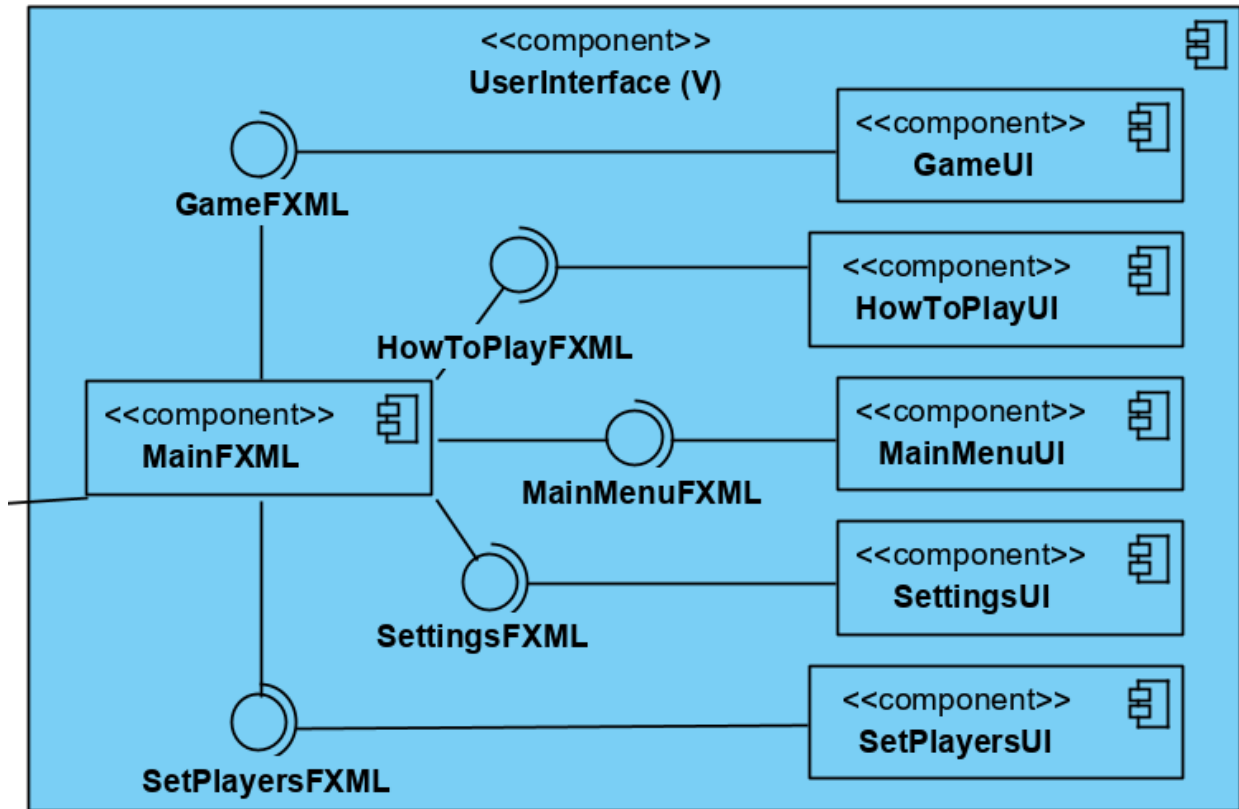 <<component>>
UserInterface (V)
<<component>>
GameUI
GameFXML
<<component>>
HowToPlayUI
HowToPlayFXML
<<component>>
MainFXML
<<component>>
MainMenuUI
MainMenuFXML
<<component>>
SettingsUI
SettingsFXML
<<component>>
SetPlayersUI
SetPlayersFXML